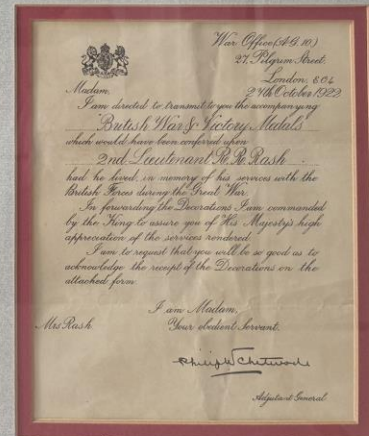 War Office (A.G. 10.)
27, Pilgrim Street,
London. E.C.4.
24th October 1922
Madam,
I am directed to transmit to you the accompanying
British War & Victory Medals
which would have been conferred upon
2nd Lieutenant R. R. Rash
had he lived, in memory of his services with the
British Forces during the Great War.
In forwarding the Decorations I am commanded
by the King to assure you of His Majesty's high
appreciation of the services rendered.
I am to request that you will be so good as to
acknowledge the receipt of the Decorations on the
attached form.
I am Madam,
Your obedient Servant,
Mrs Rash.
Philip W Chetwode
Adjutant General